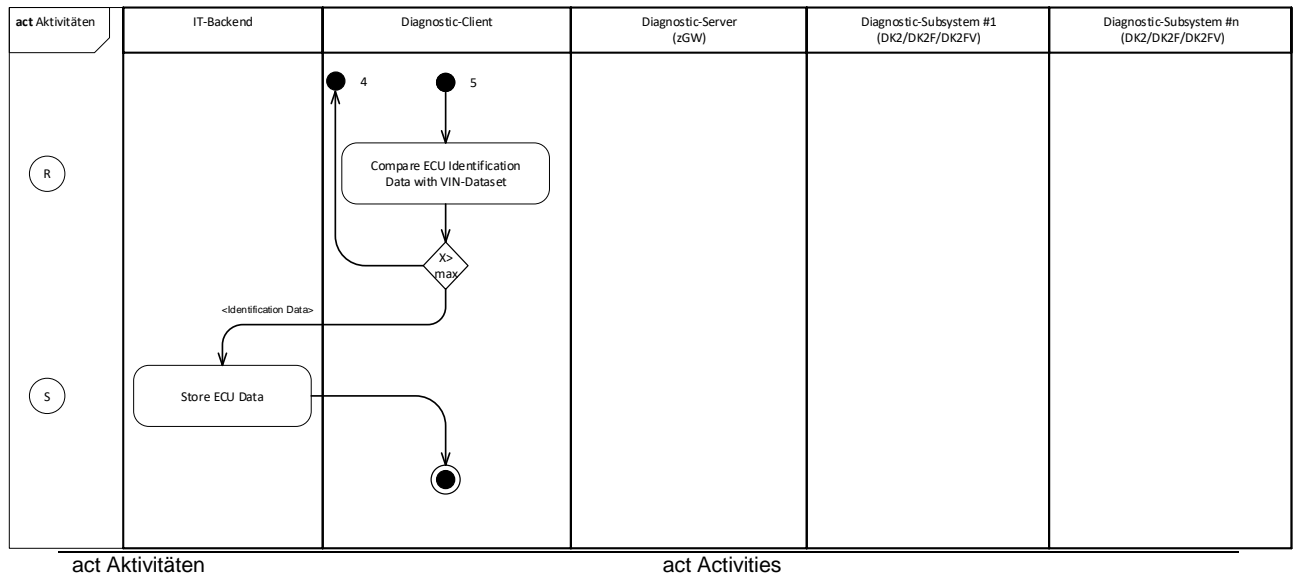 act Aktivitäten
IT-Backend
Diagnostic-Client
Diagnostic-Server
(zGW)
Diagnostic-Subsystem #1
(DK2/DK2F/DK2FV)
Diagnostic-Subsystem #n
(DK2/DK2F/DK2FV)
4
5
R
Compare ECU Identification
Data with VIN-Dataset
X>
max
<Identification Data>
S
Store ECU Data
act Aktivitäten
act Activities